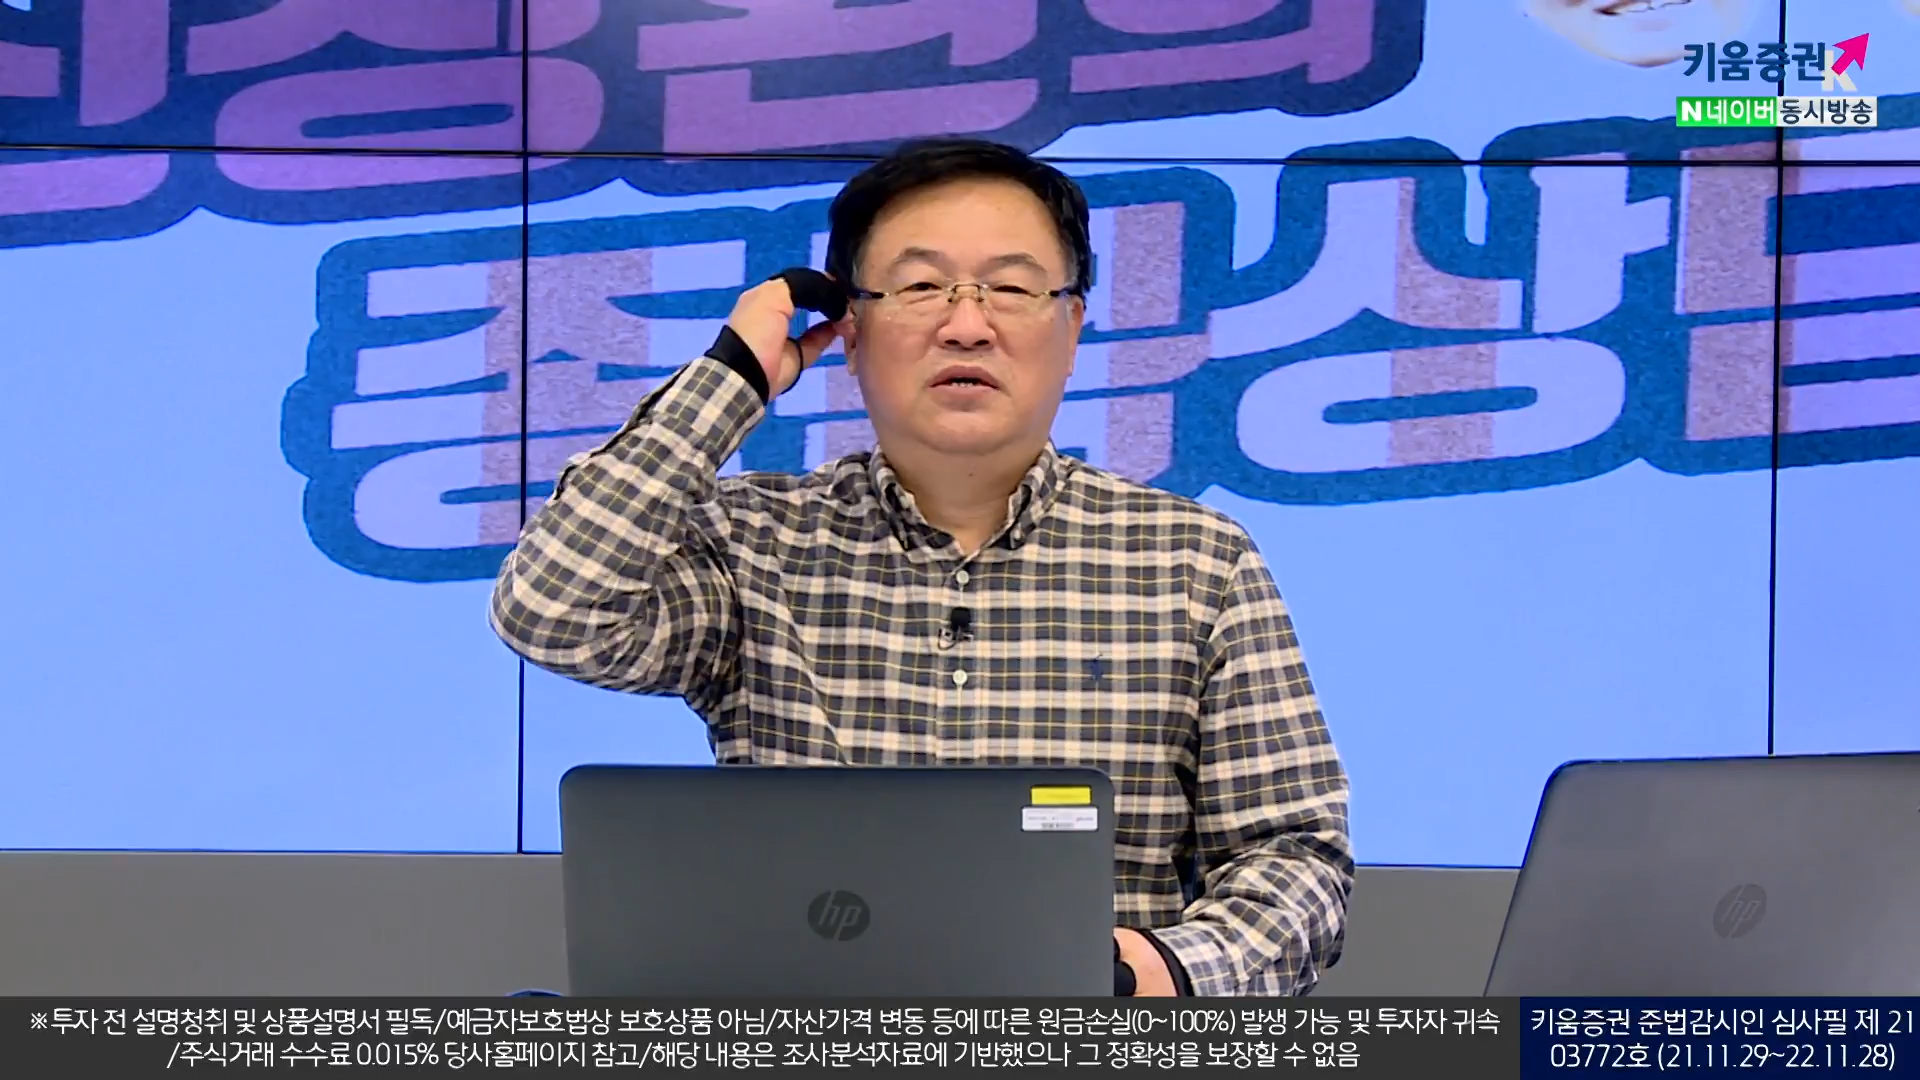 키움증권
N네이버동시방송
종목상
hp
hp
※투자 전 설명청취 및 상품설명서 필독/예금자보호법상 보호상품 아님/자산가격 변동 등에 따른 원금손실(0~100%) 발생 가능 및 투자자 귀속
/주식거래 수수료 0.015% 당사홈페이지 참고/해당 내용은 조사분석자료에 기반했으나 그 정확성을 보장할 수 없음
키움증권 준법감시인 심사필 제 21
03772호 (21.11.29~22.11.28)